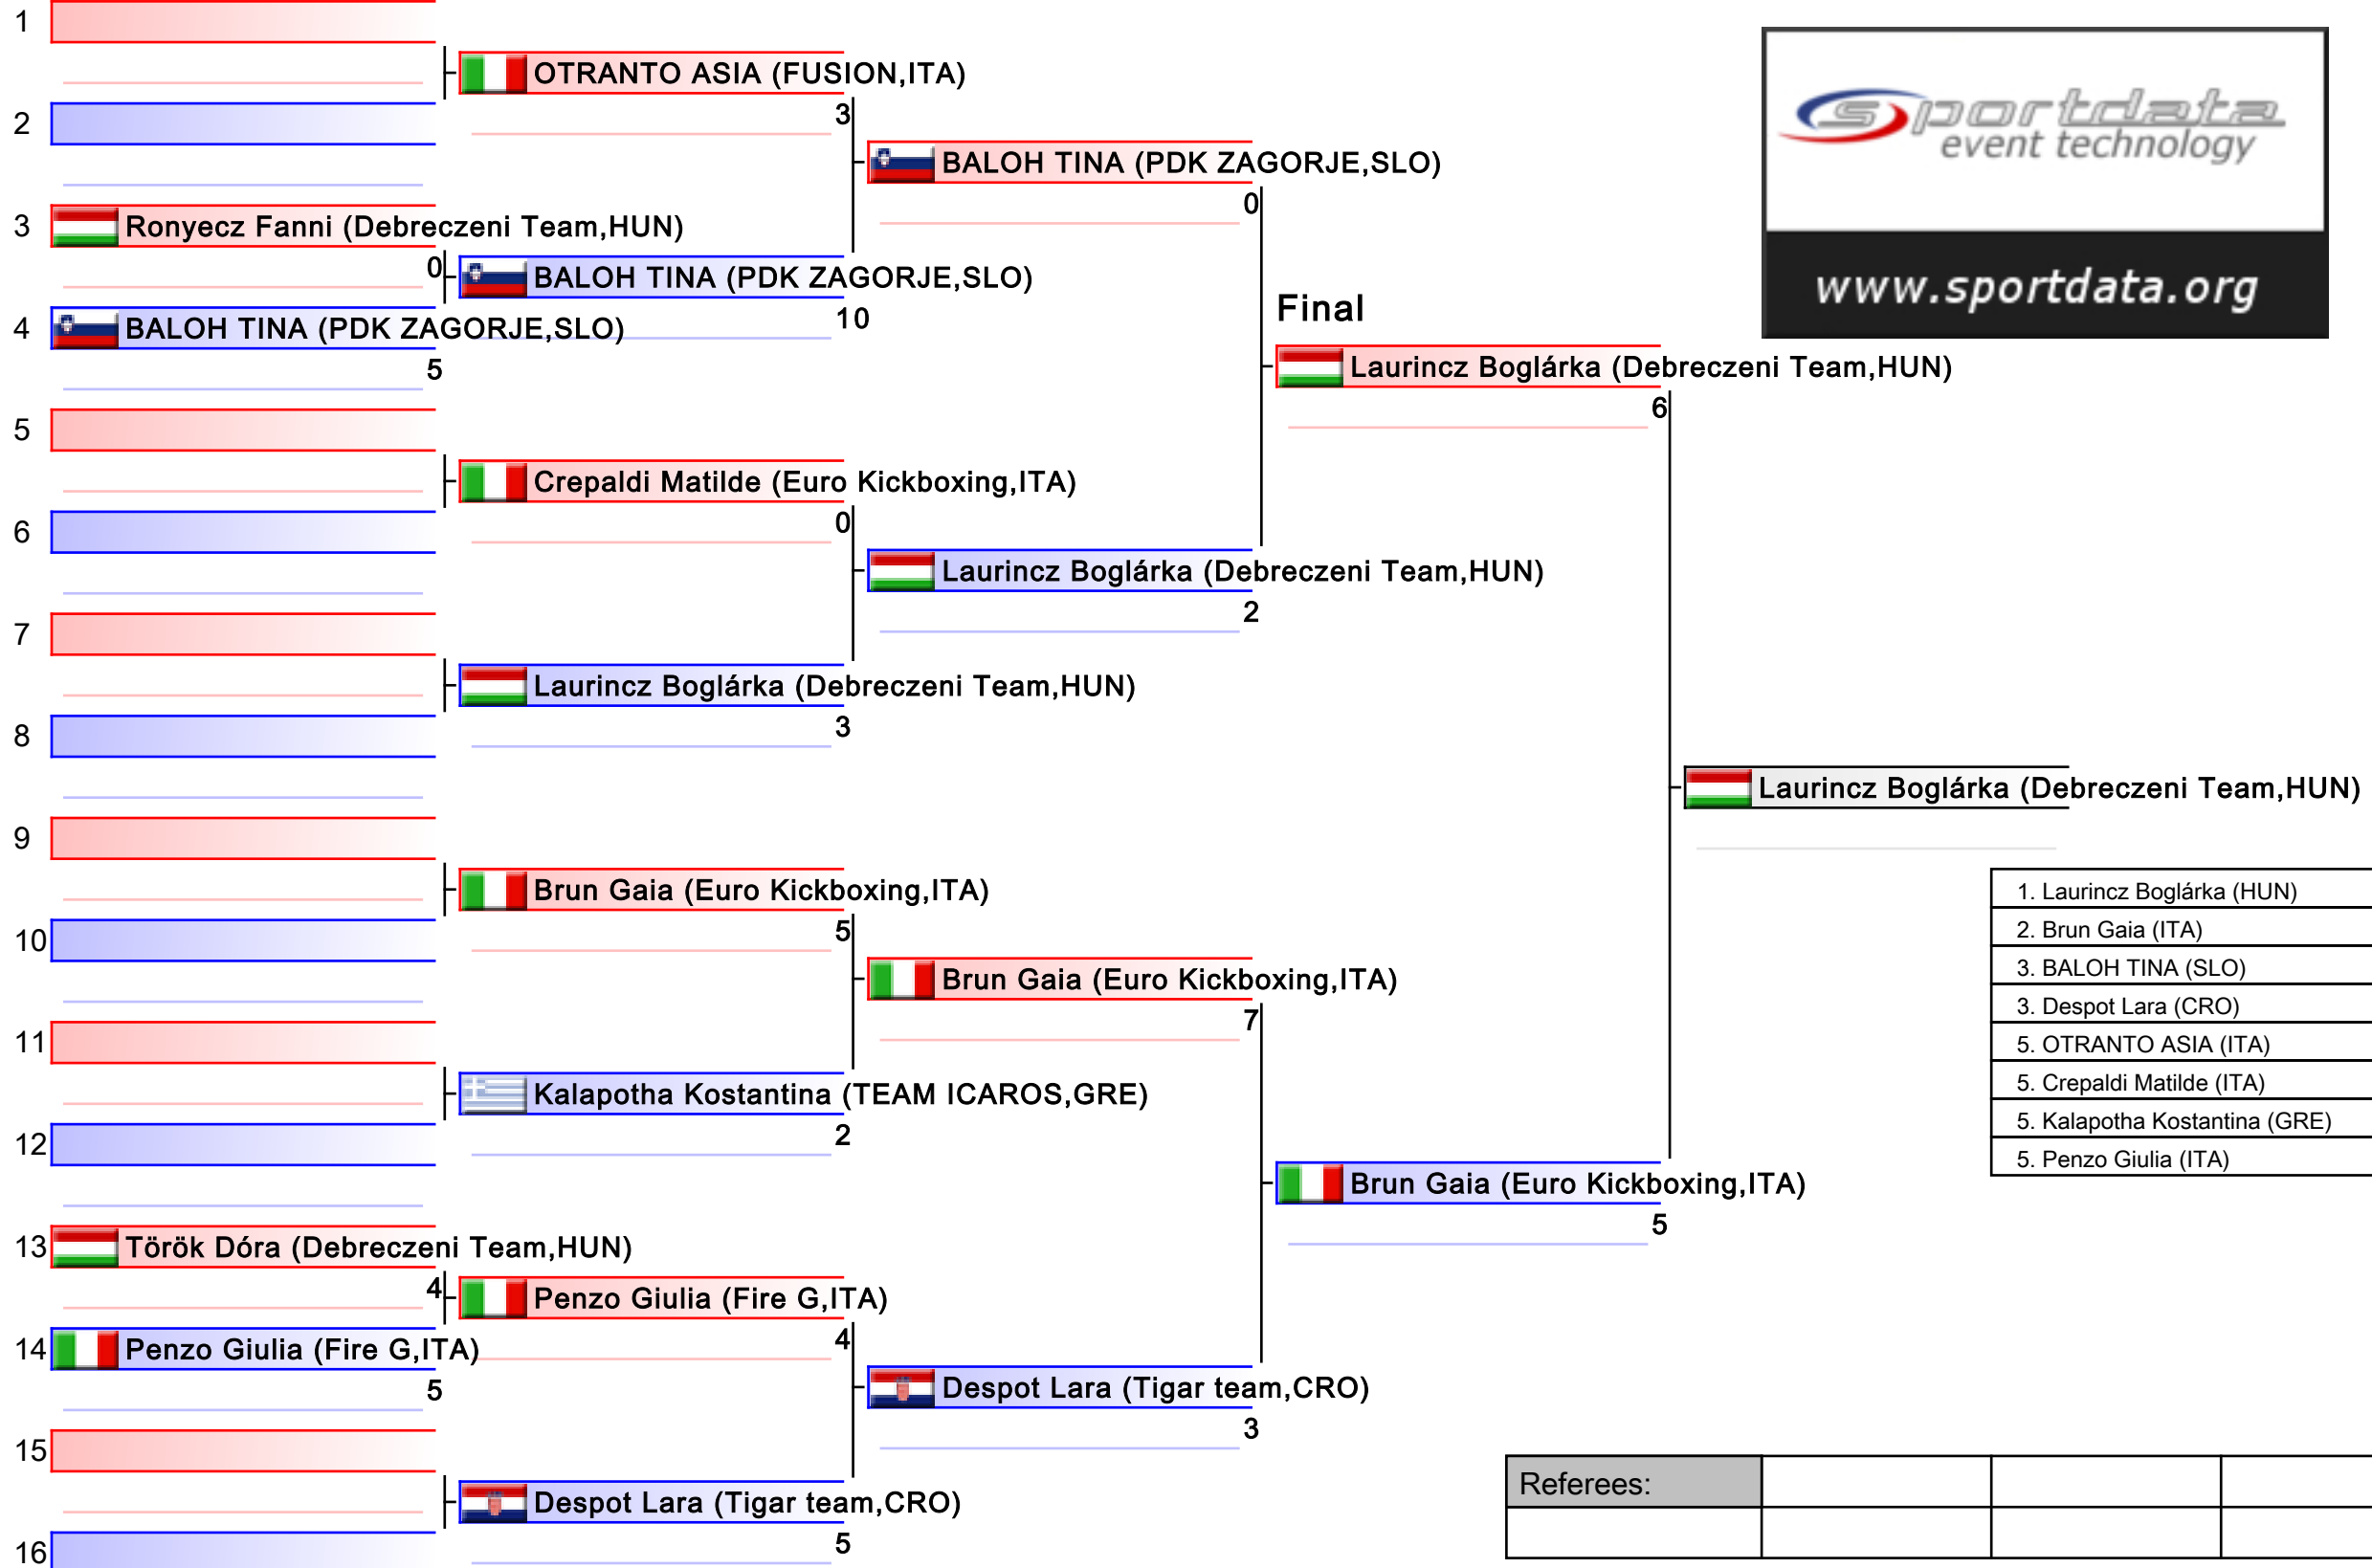 1
OTRANTO ASIA (FUSION,ITA)
3
2
BALOH TINA (PDK ZAGORJE,SLO)
0
3
Ronyecz Fanni (Debreczeni Team,HUN)
0
BALOH TINA (PDK ZAGORJE,SLO)
10
4
BALOH TINA (PDK ZAGORJE,SLO)
5
sportdata
event technology
www.sportdata.org
Final
Laurincz Boglárka (Debreczeni Team,HUN)
6
5
Crepaldi Matilde (Euro Kickboxing,ITA)
0
6
Laurincz Boglárka (Debreczeni Team,HUN)
2
7
Laurincz Boglárka (Debreczeni Team,HUN)
3
8
Laurincz Boglárka (Debreczeni Team,HUN)
9
Brun Gaia (Euro Kickboxing,ITA)
5
10
Brun Gaia (Euro Kickboxing,ITA)
7
11
Kalapotha Kostantina (TEAM ICAROS,GRE)
2
12
Brun Gaia (Euro Kickboxing,ITA)
5
13
Török Dóra (Debreczeni Team,HUN)
4
Penzo Giulia (Fire G,ITA)
4
14
Penzo Giulia (Fire G,ITA)
5
Despot Lara (Tigar team,CRO)
3
15
Despot Lara (Tigar team,CRO)
5
16
1. Laurincz Boglárka (HUN)
2. Brun Gaia (ITA)
3. BALOH TINA (SLO)
3. Despot Lara (CRO)
5. OTRANTO ASIA (ITA)
5. Crepaldi Matilde (ITA)
5. Kalapotha Kostantina (GRE)
5. Penzo Giulia (ITA)
Referees: